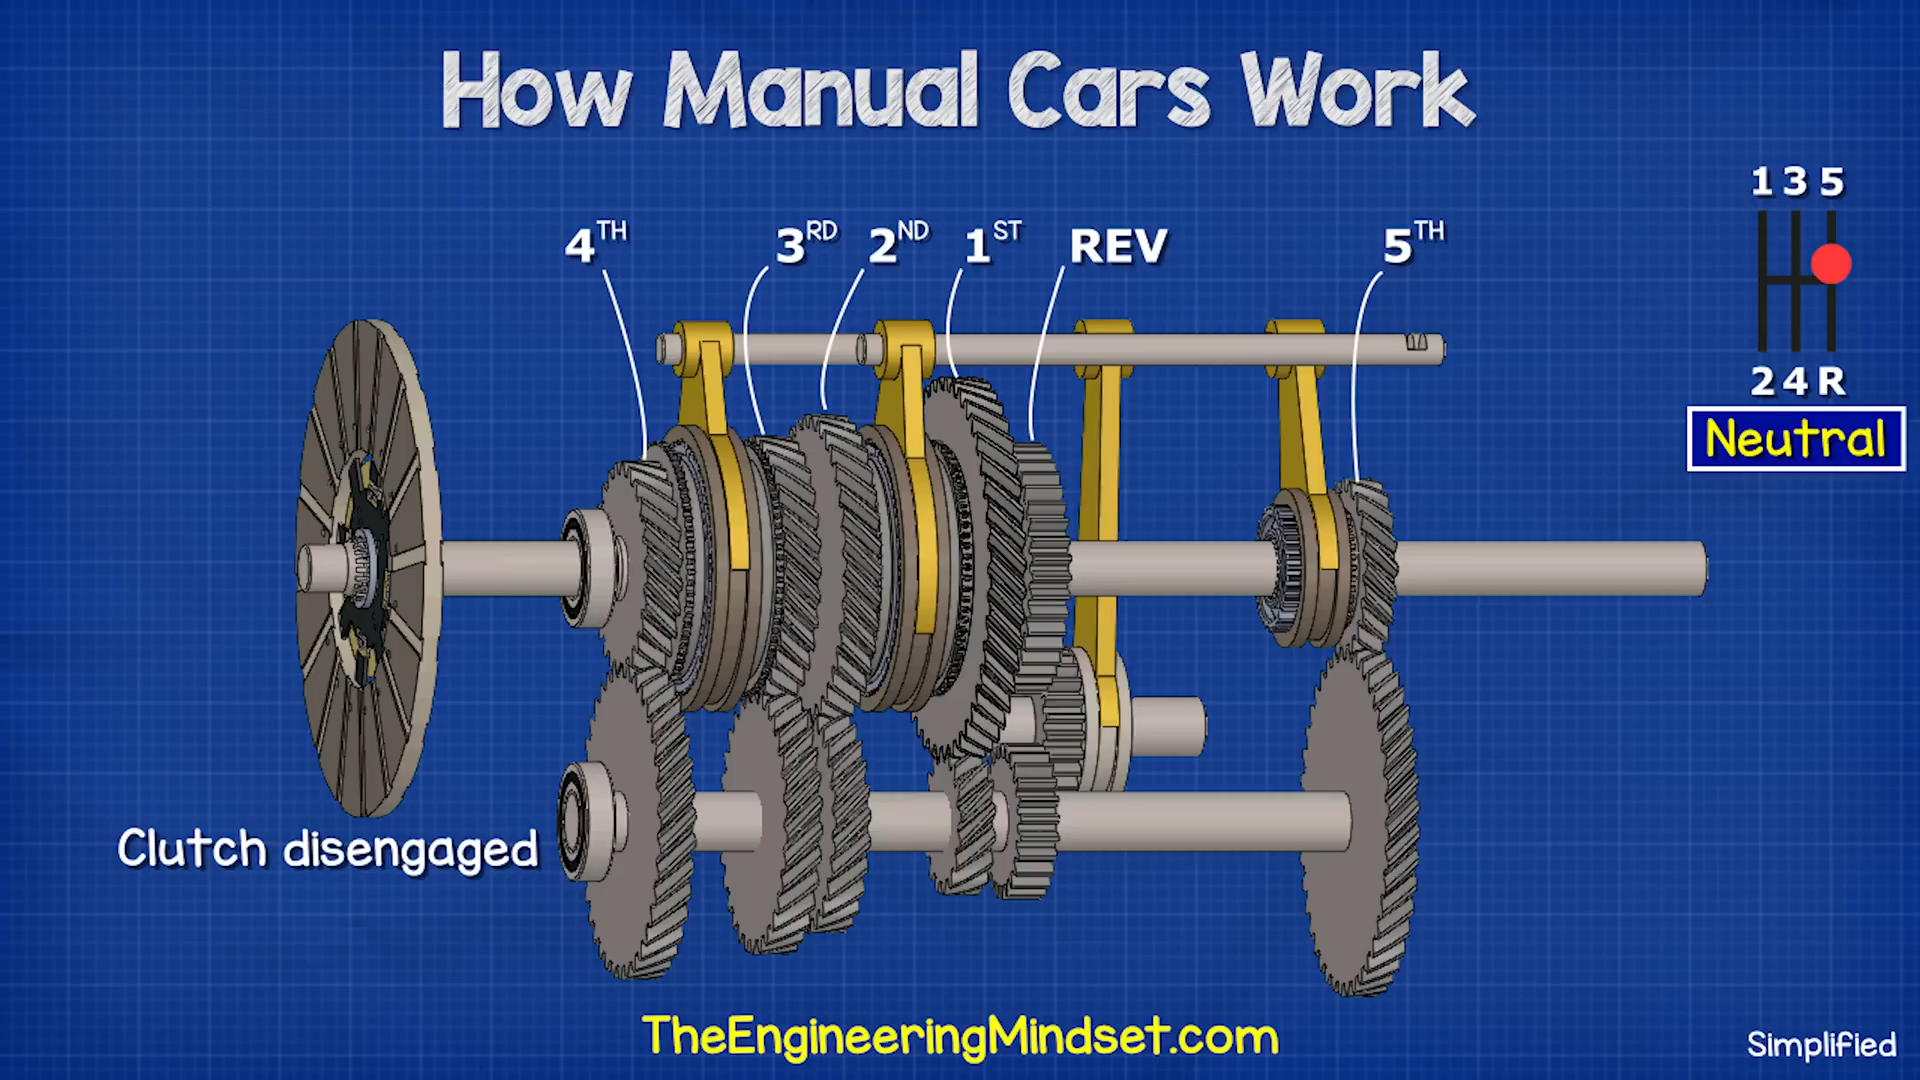 How Manual Cars Work
1 3 5
4TH 3RD 2ND 1ST REV 5TH
2 4 R
Neutral
Clutch disengaged
TheEngineeringMindset.com
Simplified